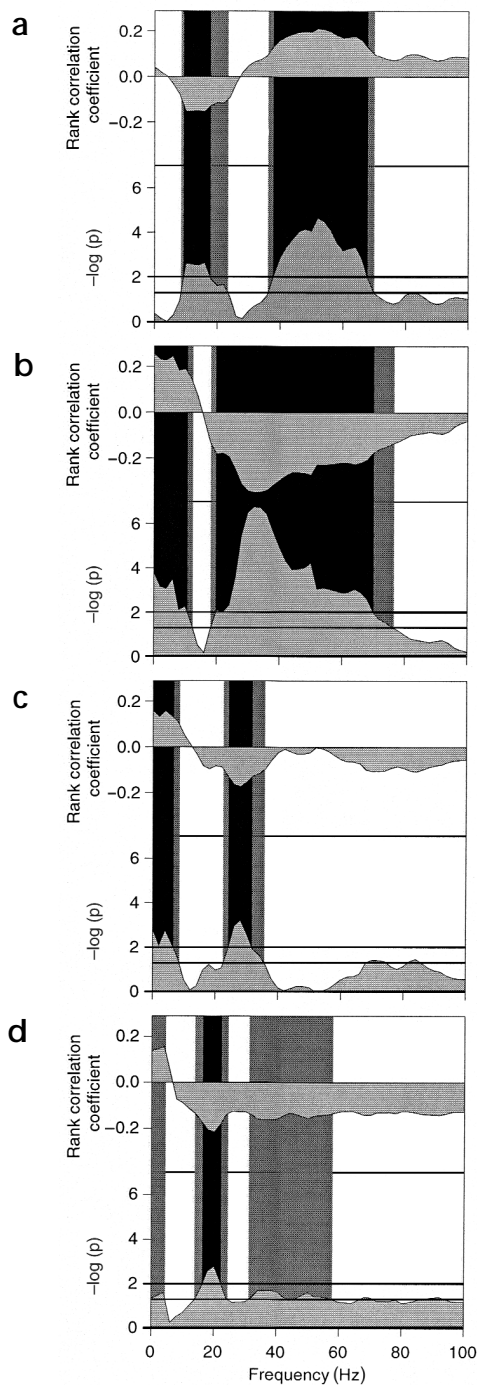 a
Rank correlation
coefficient
0.2
0.0
−0.2
−log (p)
6
4
2
0
b
Rank correlation
coefficient
0.2
0.0
−0.2
−log (p)
6
4
2
0
c
Rank correlation
coefficient
0.2
0.0
−0.2
−log (p)
6
4
2
0
d
Rank correlation
coefficient
0.2
0.0
−0.2
−log (p)
6
4
2
0
0 20 40 60 80 100
Frequency (Hz)